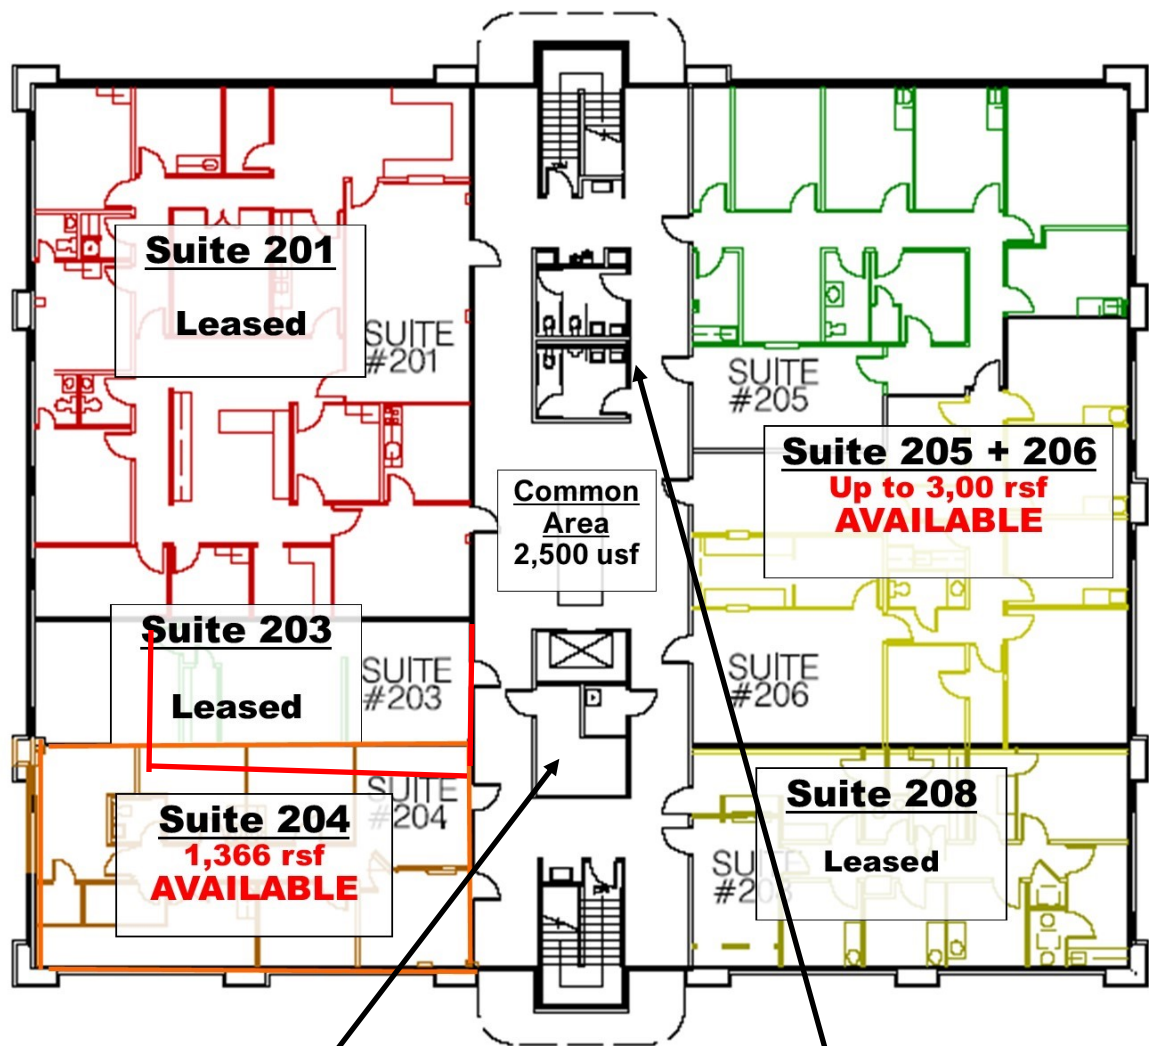 Suite 201
Leased
SUITE
#201
SUITE
#205
Suite 205 + 206
Up to 3,00 rsf
AVAILABLE
Common
Area
2,500 usf
Suite 203
Leased
SUITE
#203
SUITE
#206
SUITE
#204
Suite 204
1,366 rsf
AVAILABLE
Suite 208
Leased